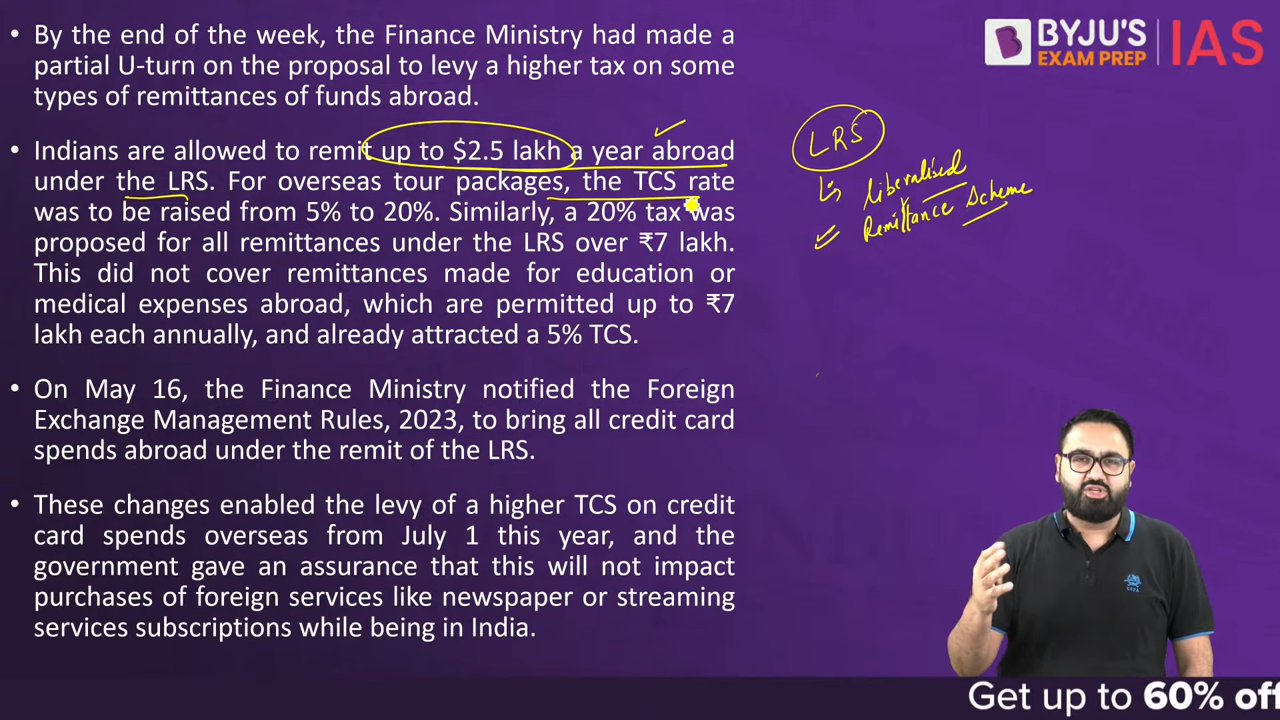 • By the end of the week, the Finance Ministry had made a
partial U-turn on the proposal to levy a higher tax on some
types of remittances of funds abroad.
• Indians are allowed to remit up to $2.5 lakh a year abroad
under the LRS. For overseas tour packages, the TCS rate
was to be raised from 5% to 20%. Similarly, a 20% tax was
proposed for all remittances under the LRS over ₹7 lakh.
This did not cover remittances made for education or
medical expenses abroad, which are permitted up to ₹7
lakh each annually, and already attracted a 5% TCS.
• On May 16, the Finance Ministry notified the Foreign
Exchange Management Rules, 2023, to bring all credit card
spends abroad under the remit of the LRS.
• These changes enabled the levy of a higher TCS on credit
card spends overseas from July 1 this year, and the
government gave an assurance that this will not impact
purchases of foreign services like newspaper or streaming
services subscriptions while being in India.
BYJU'S
EXAM PREP
IAS
LRS
Liberalised
Remittance Scheme
Get up to 60% off